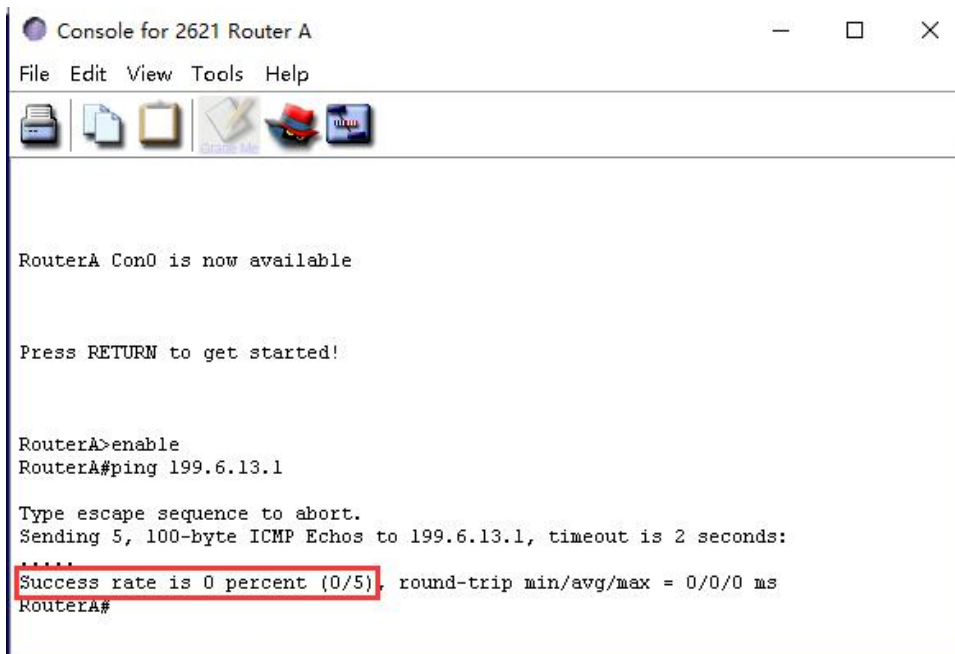 Console for 2621 Router A
File Edit View Tools Help
Grade Me
RouterA Con0 is now available
Press RETURN to get started!
RouterA>enable
RouterA#ping 199.6.13.1
Type escape sequence to abort.
Sending 5, 100-byte ICMP Echos to 199.6.13.1, timeout is 2 seconds:
.....
Success rate is 0 percent (0/5), round-trip min/avg/max = 0/0/0 ms
RouterA#